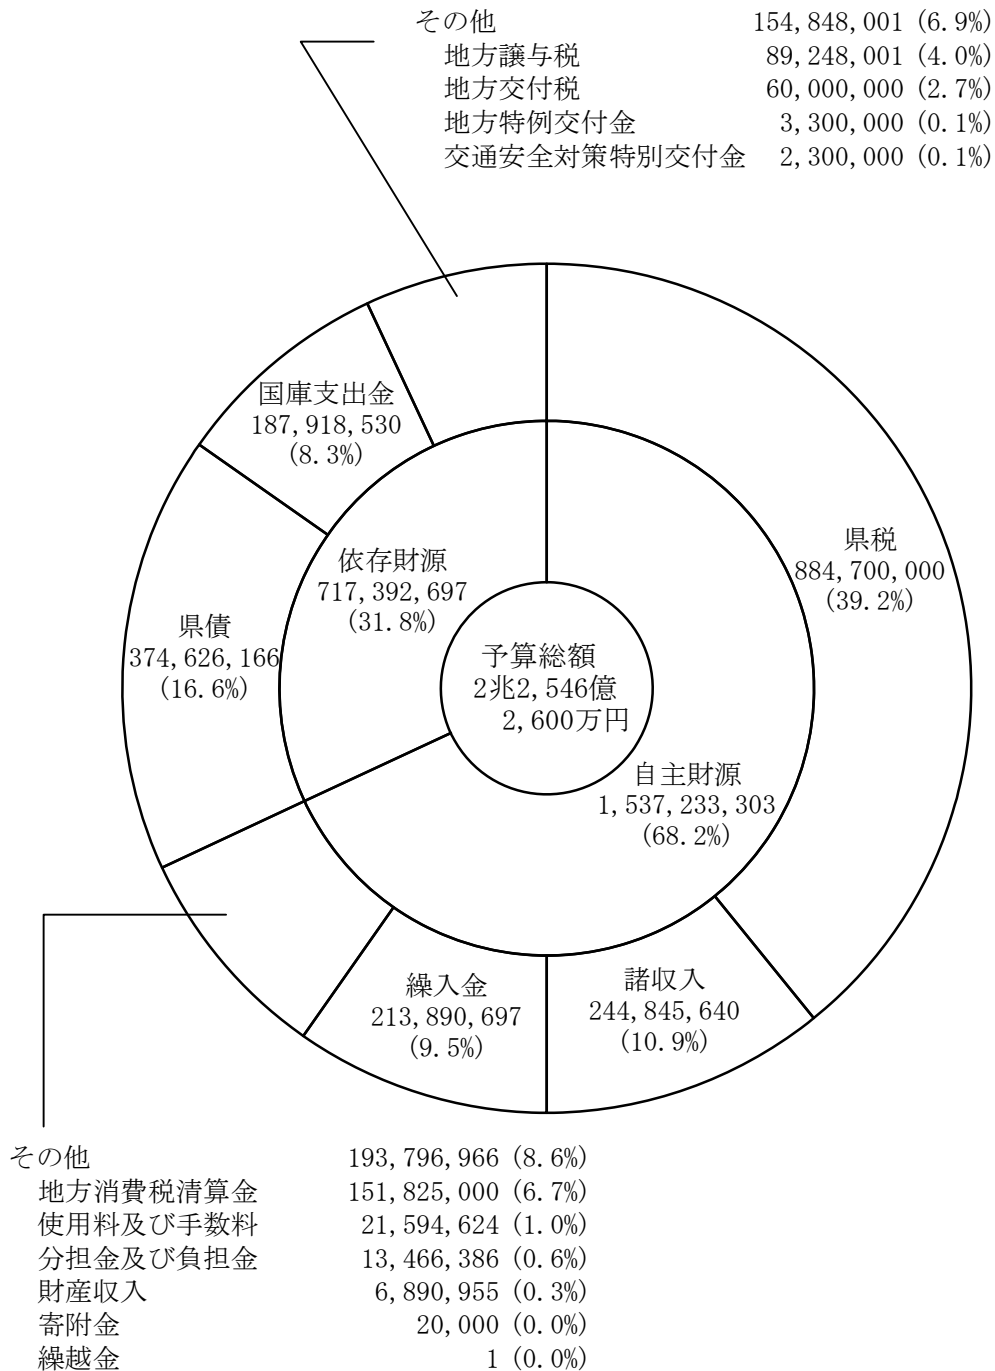 その他 154,848,001 (6.9%)
地方譲与税 89,248,001 (4.0%)
地方交付税 60,000,000 (2.7%)
地方特例交付金 3,300,000 (0.1%)
交通安全対策特別交付金 2,300,000 (0.1%)
国庫支出金
187,918,530
(8.3%)
県税
884,700,000
(39.2%)
依存財源
717,392,697
(31.8%)
県債
374,626,166
(16.6%)
予算総額
2兆2,546億
2,600万円
自主財源
1,537,233,303
(68.2%)
繰入金
213,890,697
(9.5%)
諸収入
244,845,640
(10.9%)
その他 193,796,966 (8.6%)
地方消費税清算金 151,825,000 (6.7%)
使用料及び手数料 21,594,624 (1.0%)
分担金及び負担金 13,466,386 (0.6%)
財産収入 6,890,955 (0.3%)
寄附金 20,000 (0.0%)
繰越金 1 (0.0%)